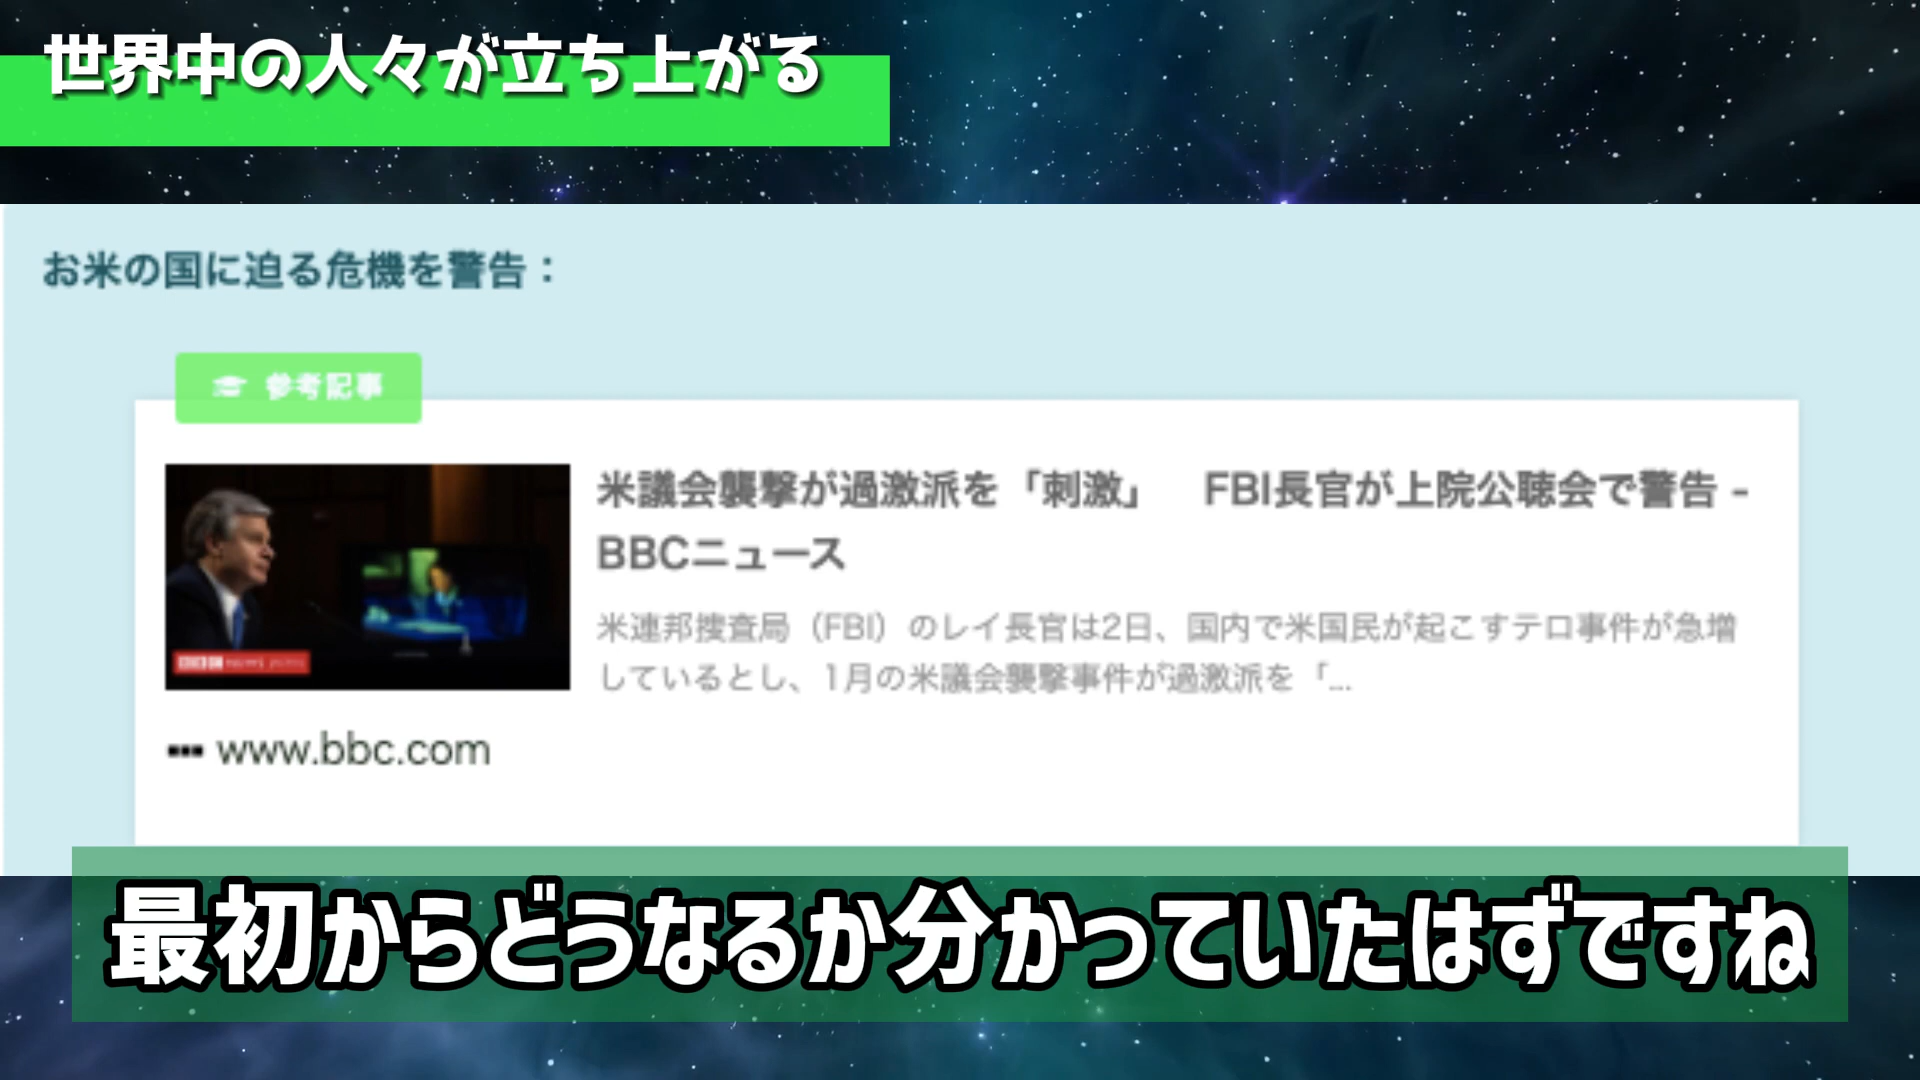 世界中の人々が立ち上がる
お米の国に迫る危機を警告：
参考記事
米議会襲撃が過激派を「刺激」　FBI長官が上院公聴会で警告 -
BBCニュース
米連邦捜査局（FBI）のレイ長官は2日、国内で米国民が起こすテロ事件が急増
しているとし、1月の米議会襲撃事件が過激派を「...
BBC NEWS JAPAN
www.bbc.com
最初からどうなるか分かっていたはずですね